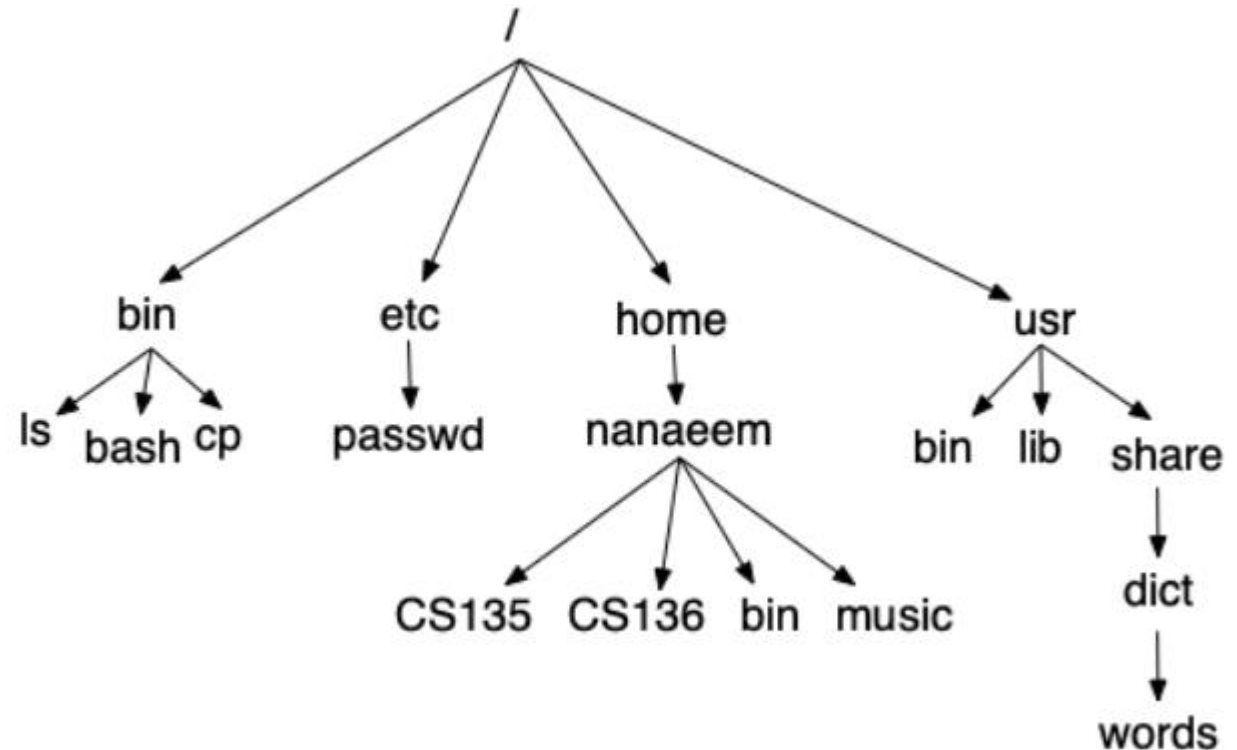 /
bin etc home usr
ls bash cp passwd nanaeem bin lib share
CS135 CS136 bin music dict
words